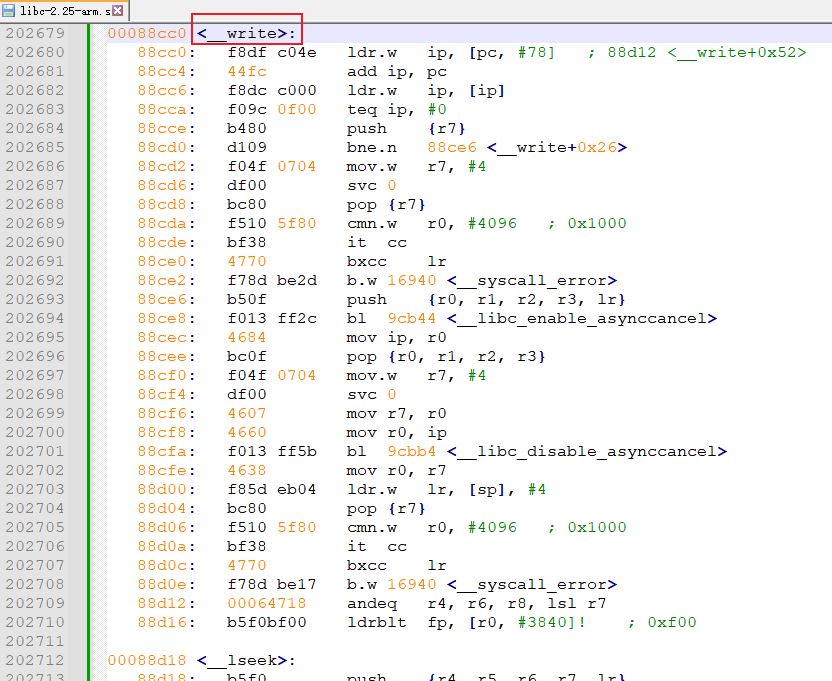 libc-2.25-arm.s
202679 00088cc0 <__write>:
202680 88cc0: f8df c04e ldr.w ip, [pc, #78] ; 88d12 <__write+0x52>
202681 88cc4: 44fc add ip, pc
202682 88cc6: f8dc c000 ldr.w ip, [ip]
202683 88cca: f09c 0f00 teq ip, #0
202684 88cce: b480 push {r7}
202685 88cd0: d109 bne.n 88ce6 <__write+0x26>
202686 88cd2: f04f 0704 mov.w r7, #4
202687 88cd6: df00 svc 0
202688 88cd8: bc80 pop {r7}
202689 88cda: f510 5f80 cmn.w r0, #4096 ; 0x1000
202690 88cde: bf38 it cc
202691 88ce0: 4770 bxcc lr
202692 88ce2: f78d be2d b.w 16940 <__syscall_error>
202693 88ce6: b50f push {r0, r1, r2, r3, lr}
202694 88ce8: f013 ff2c bl 9cb44 <__libc_enable_asynccancel>
202695 88cec: 4684 mov ip, r0
202696 88cee: bc0f pop {r0, r1, r2, r3}
202697 88cf0: f04f 0704 mov.w r7, #4
202698 88cf4: df00 svc 0
202699 88cf6: 4607 mov r7, r0
202700 88cf8: 4660 mov r0, ip
202701 88cfa: f013 ff5b bl 9cbb4 <__libc_disable_asynccancel>
202702 88cfe: 4638 mov r0, r7
202703 88d00: f85d eb04 ldr.w lr, [sp], #4
202704 88d04: bc80 pop {r7}
202705 88d06: f510 5f80 cmn.w r0, #4096 ; 0x1000
202706 88d0a: bf38 it cc
202707 88d0c: 4770 bxcc lr
202708 88d0e: f78d be17 b.w 16940 <__syscall_error>
202709 88d12: 00064718 andeq r4, r6, r8, lsl r7
202710 88d16: b5f0bf00 ldrblt fp, [r0, #3840]! ; 0xf00
202711
202712 00088d18 <__lseek>:
202713 88d18: b5f0 push {r4, r5, r6, r7, lr}